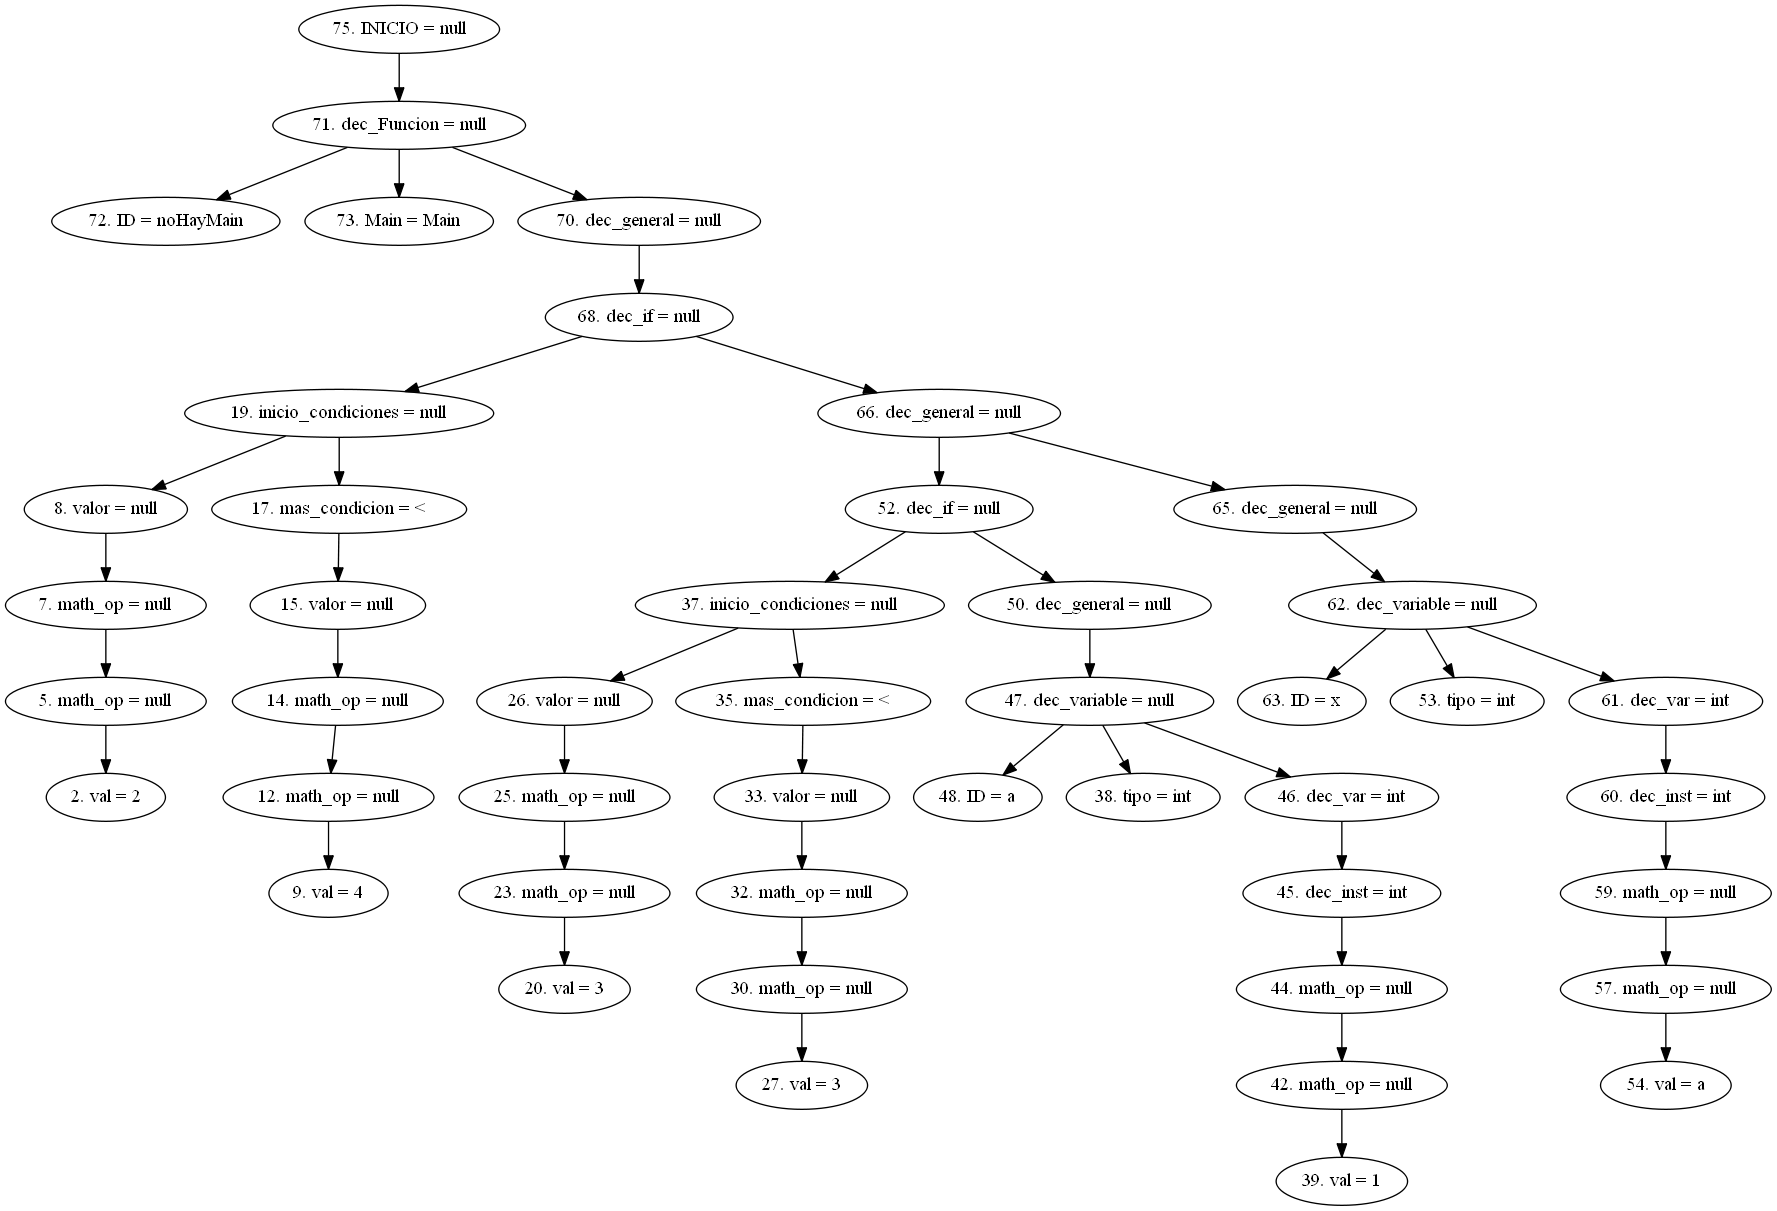 75. INICIO = null
71. dec_Funcion = null
72. ID = noHayMain
73. Main = Main
70. dec_general = null
68. dec_if = null
19. inicio_condiciones = null
66. dec_general = null
8. valor = null
17. mas_condicion = <
52. dec_if = null
65. dec_general = null
7. math_op = null
15. valor = null
37. inicio_condiciones = null
50. dec_general = null
62. dec_variable = null
5. math_op = null
14. math_op = null
26. valor = null
35. mas_condicion = <
47. dec_variable = null
63. ID = x
53. tipo = int
61. dec_var = int
2. val = 2
12. math_op = null
25. math_op = null
33. valor = null
48. ID = a
38. tipo = int
46. dec_var = int
60. dec_inst = int
9. val = 4
23. math_op = null
32. math_op = null
45. dec_inst = int
59. math_op = null
20. val = 3
30. math_op = null
44. math_op = null
57. math_op = null
27. val = 3
42. math_op = null
54. val = a
39. val = 1